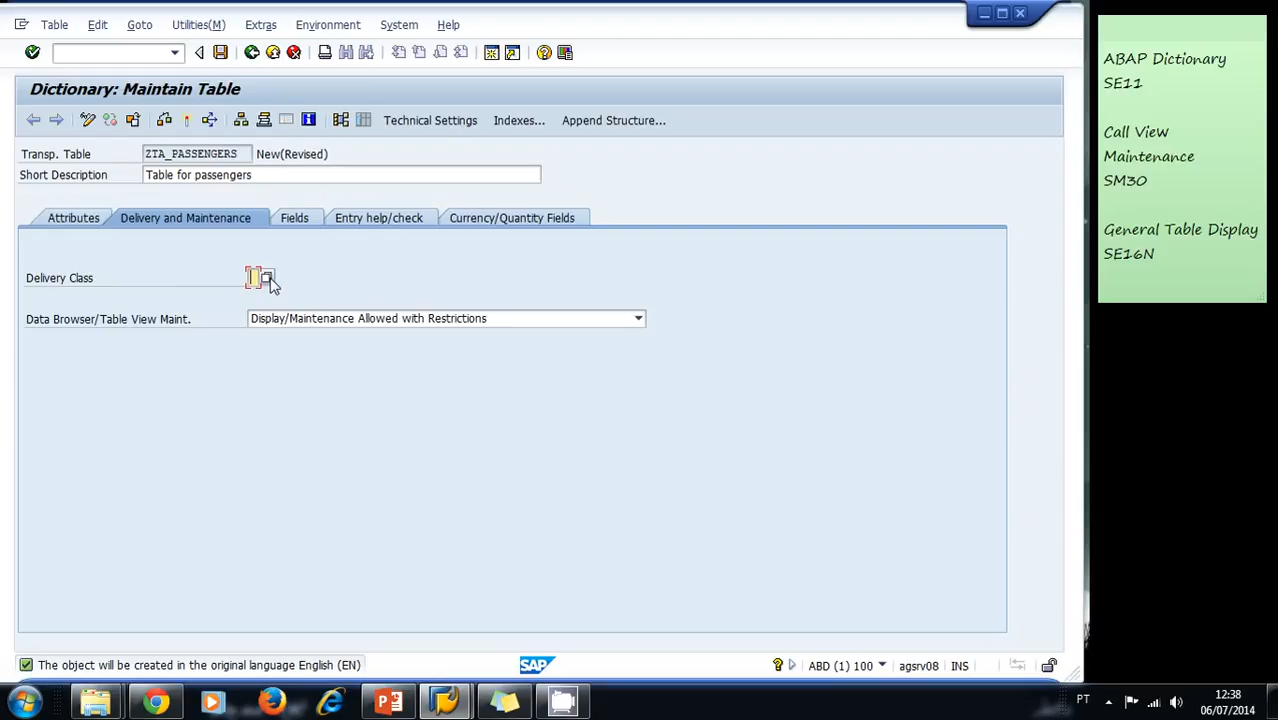 Table Edit Goto Utilities(M) Extras Environment System Help
Dictionary: Maintain Table
Technical Settings Indexes... Append Structure...
Transp. Table ZTA_PASSENGERS New(Revised)
Short Description Table for passengers
Attributes Delivery and Maintenance Fields Entry help/check Currency/Quantity Fields
Delivery Class
Data Browser/Table View Maint. Display/Maintenance Allowed with Restrictions
The object will be created in the original language English (EN)
SAP
ABD (1) 100 agsrv08 INS
ABAP Dictionary
SE11
Call View
Maintenance
SM30
General Table Display
SE16N
PT
12:38
06/07/2014